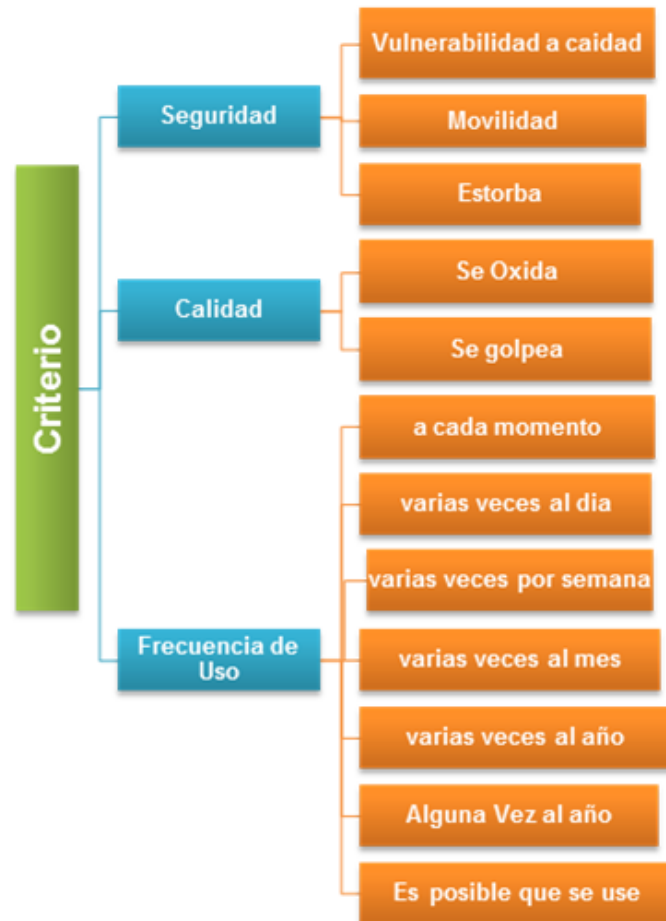 Criterio
Seguridad
Vulnerabilidad a caidad
Movilidad
Estorba
Calidad
Se Oxida
Se golpea
Frecuencia de
Uso
a cada momento
varias veces al dia
varias veces por semana
varias veces al mes
varias veces al año
Alguna Vez al año
Es posible que se use